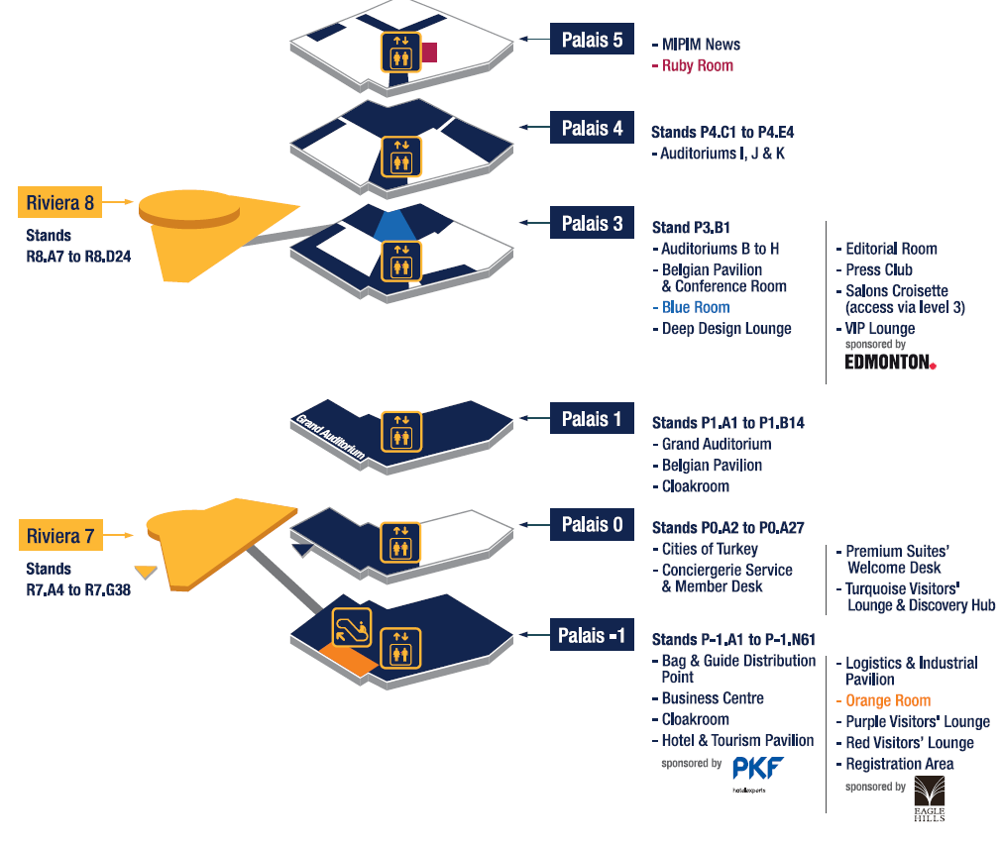 Palais 5
- MIPIM News
- Ruby Room
Palais 4
Stands P4.C1 to P4.E4
- Auditoriums I, J & K
Riviera 8
Stands
R8.A7 to R8.D24
Palais 3
Stand P3.B1
- Auditoriums B to H
- Belgian Pavilion
& Conference Room
- Blue Room
- Deep Design Lounge
- Editorial Room
- Press Club
- Salons Croisette
(access via level 3)
- VIP Lounge
sponsored by
EDMONTON
Grand Auditorium
Palais 1
Stands P1.A1 to P1.B14
- Grand Auditorium
- Belgian Pavilion
- Cloakroom
Riviera 7
Stands
R7.A4 to R7.G38
Palais 0
Stands P0.A2 to P0.A27
- Cities of Turkey
- Conciergerie Service
& Member Desk
- Premium Suites'
Welcome Desk
- Turquoise Visitors'
Lounge & Discovery Hub
Palais -1
Stands P-1.A1 to P-1.N61
- Bag & Guide Distribution
Point
- Business Centre
- Cloakroom
- Hotel & Tourism Pavilion
sponsored by
PKF
hotelexperts
- Logistics & Industrial
Pavilion
- Orange Room
- Purple Visitors' Lounge
- Red Visitors' Lounge
- Registration Area
sponsored by
EAGLE
HILLS